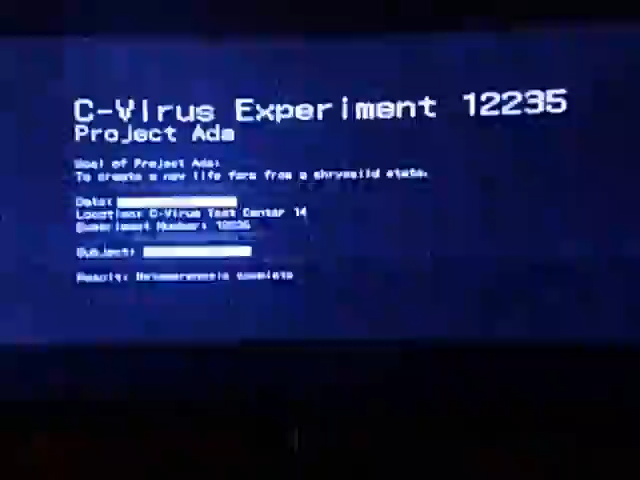 C-Virus Experiment 12235
Project Ada
Goal of Project Ada:
To create a new life form from a chrysalid state.
Date:
Location: C-Virus Test Center 14
Experiment Number: 12235
Subject:
Result: Metamorphosis complete